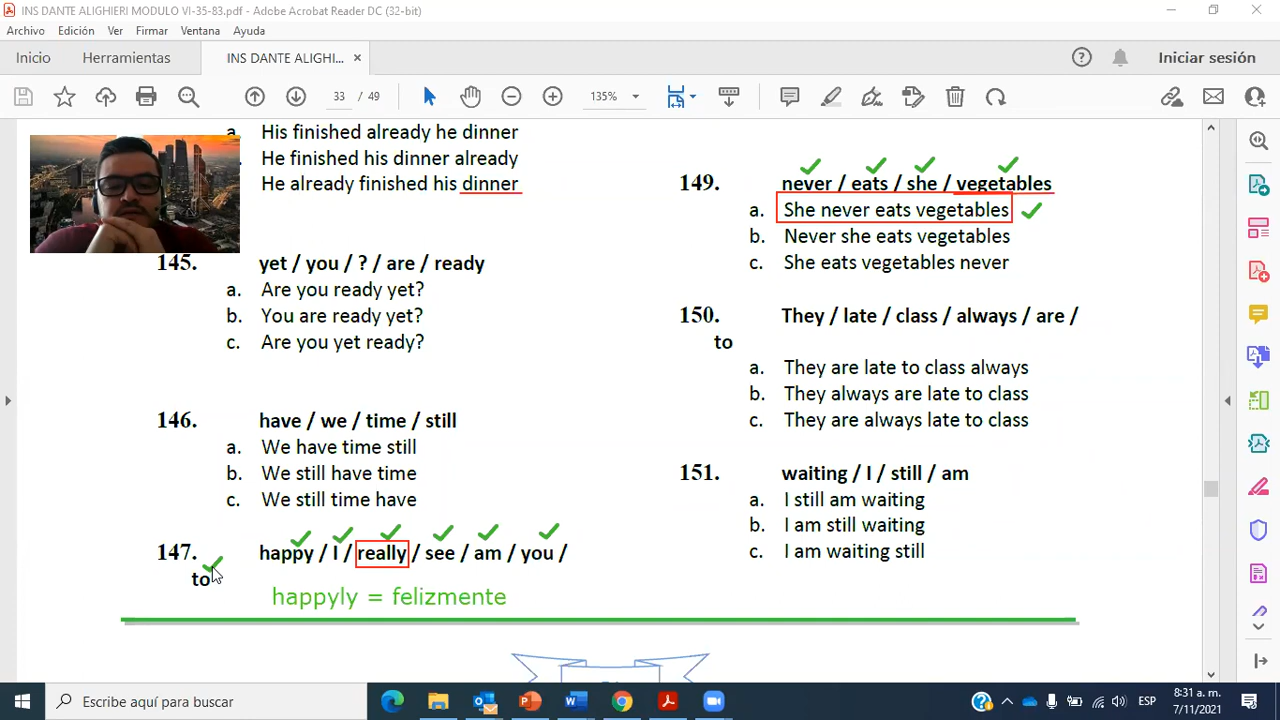 INS DANTE ALIGHIERI MODULO VI-35-83.pdf - Adobe Acrobat Reader DC (32-bit)
Archivo Edición Ver Firmar Ventana Ayuda
Inicio Herramientas INS DANTE ALIGHI... × Iniciar sesión
33 / 49 135%
a. His finished already he dinner
He finished his dinner already
He already finished his dinner
145. yet / you / ? / are / ready
a. Are you ready yet?
b. You are ready yet?
c. Are you yet ready?
146. have / we / time / still
a. We have time still
b. We still have time
c. We still time have
147. happy / I / really / see / am / you /
to
happyly = felizmente
149. never / eats / she / vegetables
a. She never eats vegetables
b. Never she eats vegetables
c. She eats vegetables never
150. They / late / class / always / are /
to
a. They are late to class always
b. They always are late to class
c. They are always late to class
151. waiting / I / still / am
a. I still am waiting
b. I am still waiting
c. I am waiting still
Escribe aquí para buscar
ESP
8:31 a. m.
7/11/2021